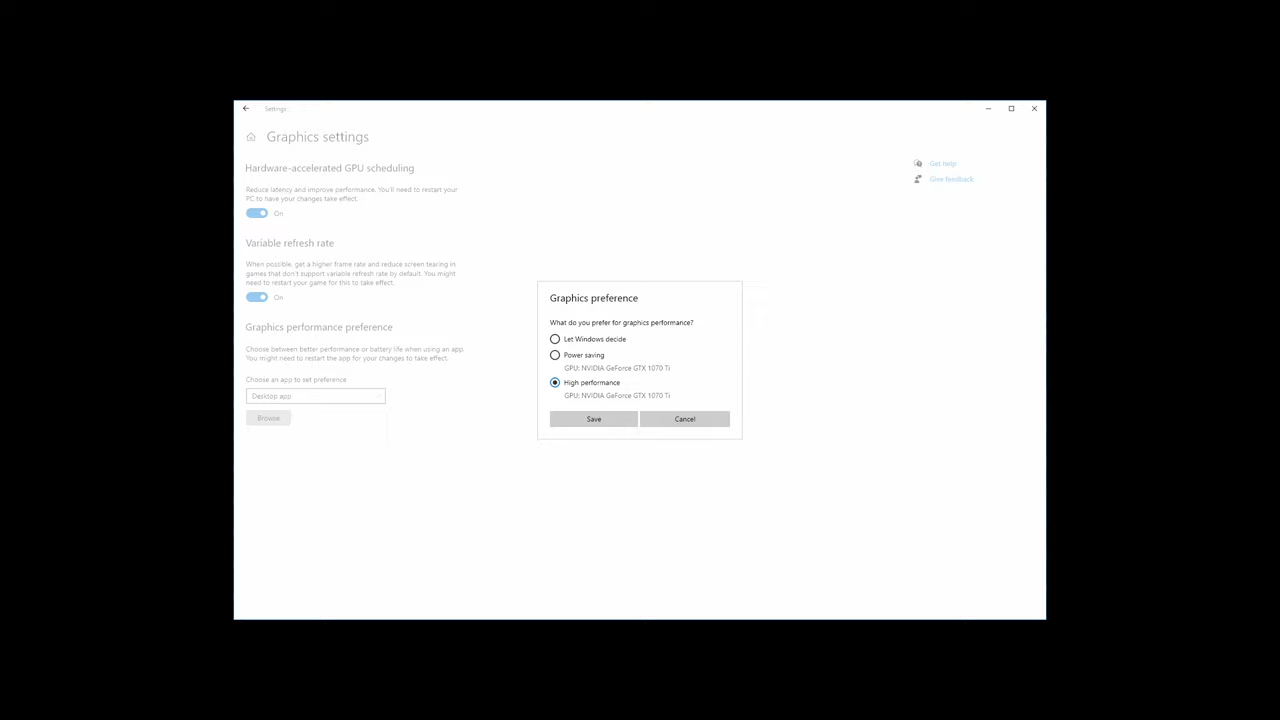 Settings
Graphics settings
Hardware-accelerated GPU scheduling
Reduce latency and improve performance. You'll need to restart your
PC to have your changes take effect.
On
Variable refresh rate
When possible, get a higher frame rate and reduce screen tearing in
games that don't support variable refresh rate by default. You might
need to restart your game for this to take effect.
On
Graphics performance preference
Choose between better performance or battery life when using an app.
You might need to restart the app for your changes to take effect.
Choose an app to set preference
Desktop app
Browse
Get help
Give feedback
Graphics preference
What do you prefer for graphics performance?
Let Windows decide
Power saving
GPU: NVIDIA GeForce GTX 1070 Ti
High performance
GPU: NVIDIA GeForce GTX 1070 Ti
Save
Cancel